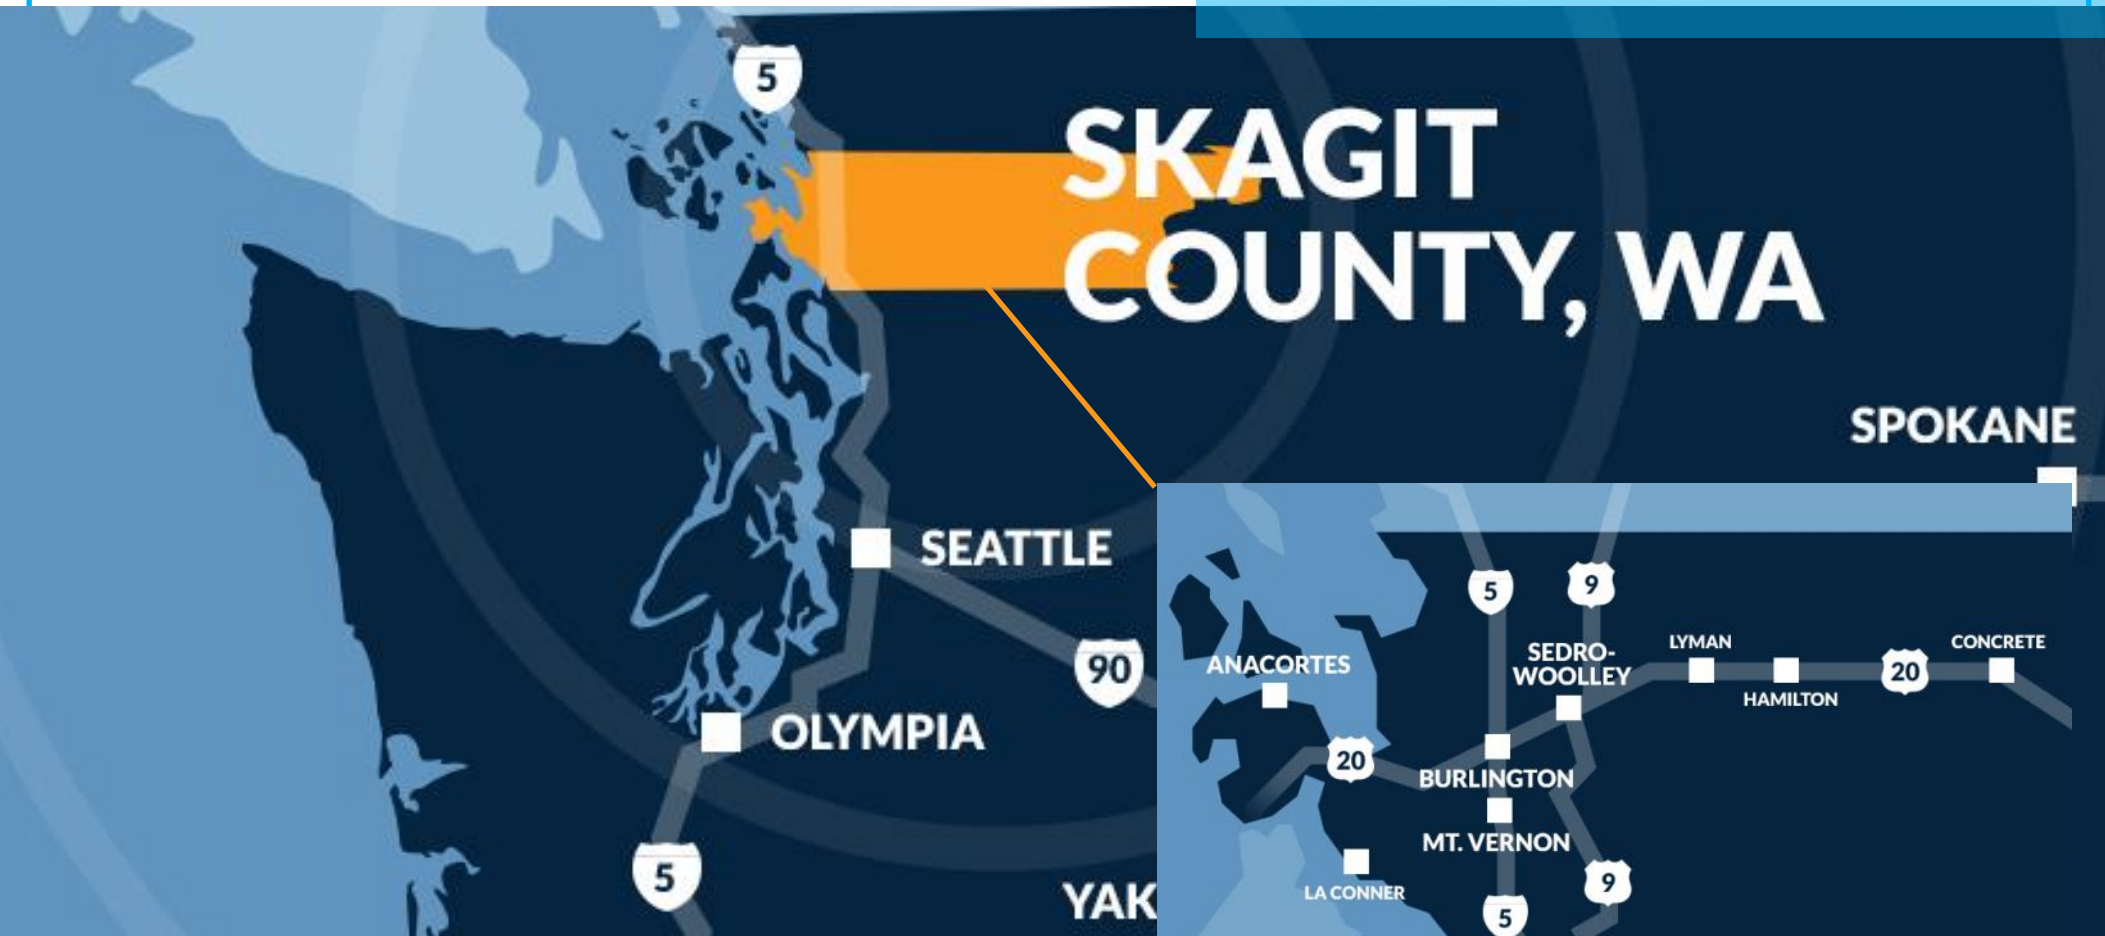 5
SKAGIT
COUNTY, WA
SPOKANE
SEATTLE
90
OLYMPIA
5
YAK
5
9
SEDRO-
WOOLLEY
LYMAN
CONCRETE
20
HAMILTON
ANACORTES
20
BURLINGTON
MT. VERNON
LA CONNER
9
5